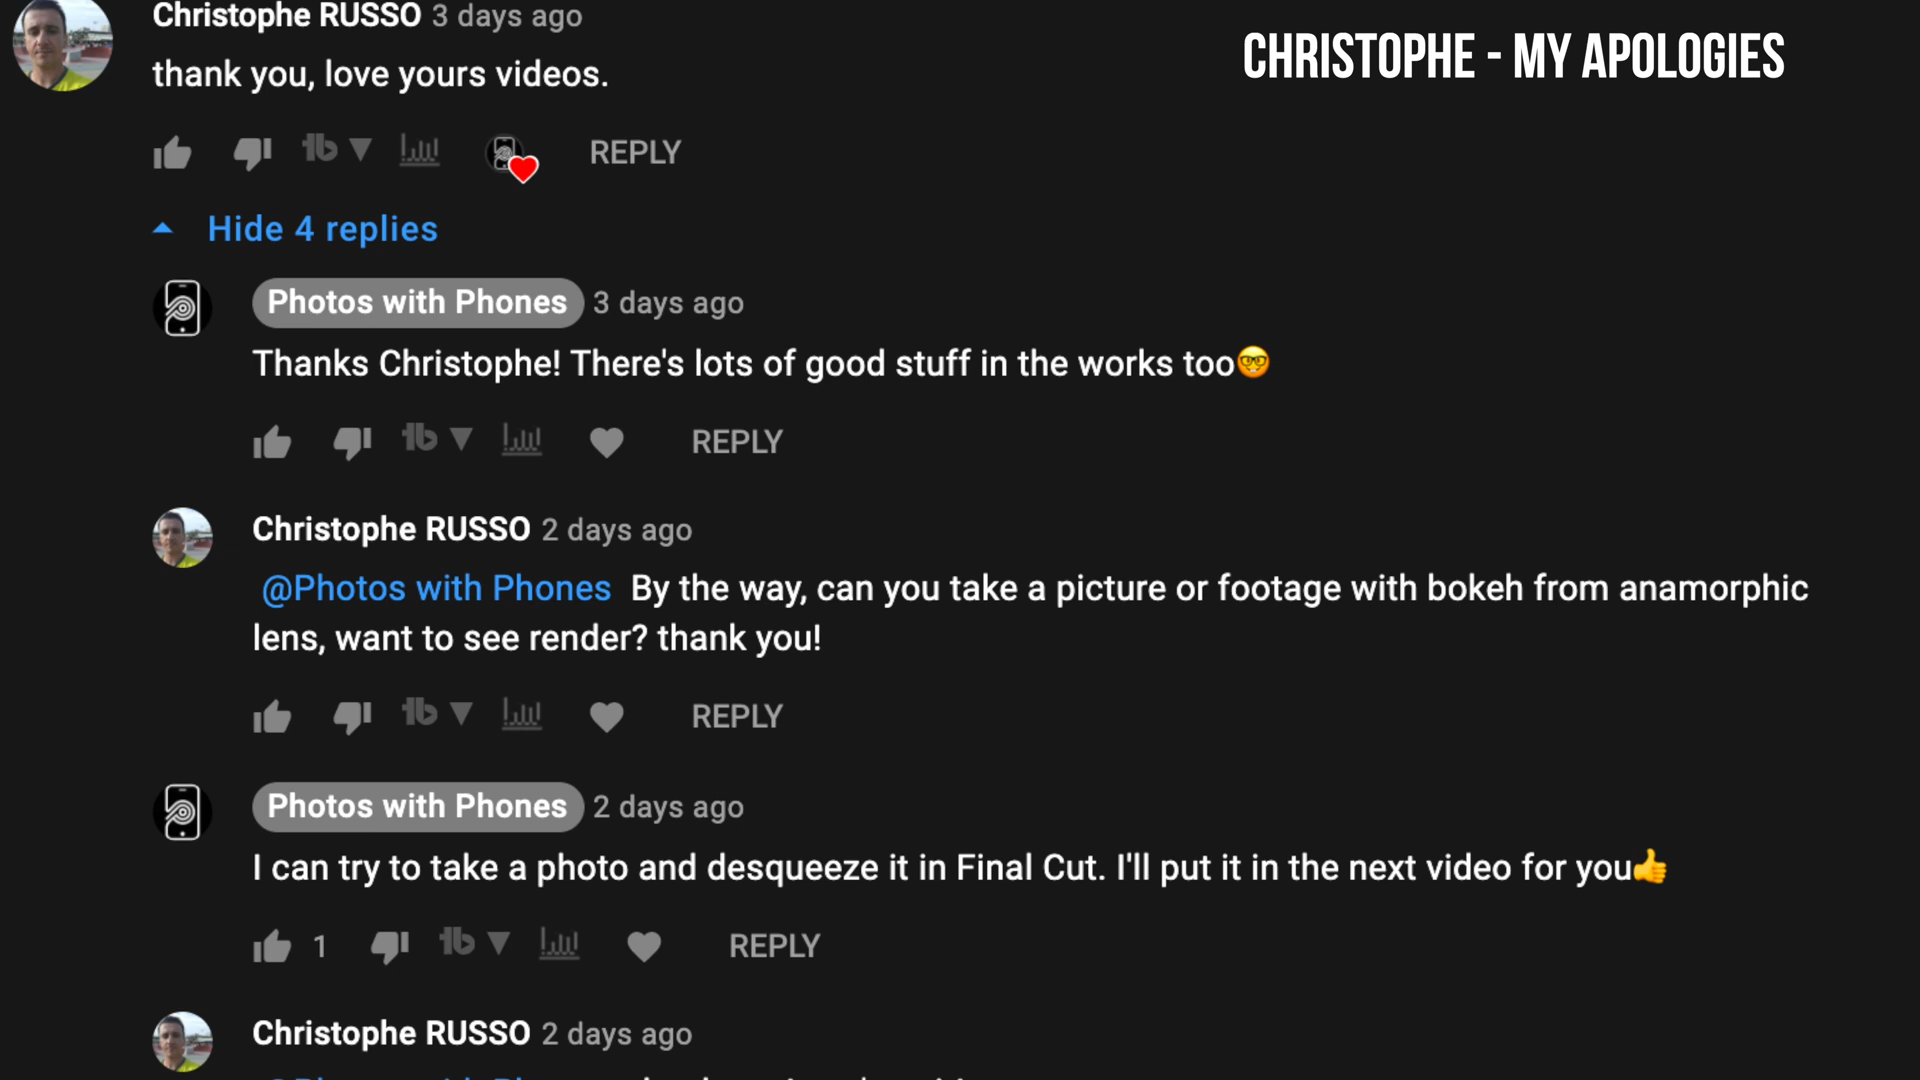 Christophe RUSSO 3 days ago
CHRISTOPHE - MY APOLOGIES
thank you, love yours videos.
REPLY
Hide 4 replies
Photos with Phones 3 days ago
Thanks Christophe! There's lots of good stuff in the works too🤓
REPLY
Christophe RUSSO 2 days ago
@Photos with Phones By the way, can you take a picture or footage with bokeh from anamorphic
lens, want to see render? thank you!
REPLY
Photos with Phones 2 days ago
I can try to take a photo and desqueeze it in Final Cut. I'll put it in the next video for you👍
1 REPLY
Christophe RUSSO 2 days ago